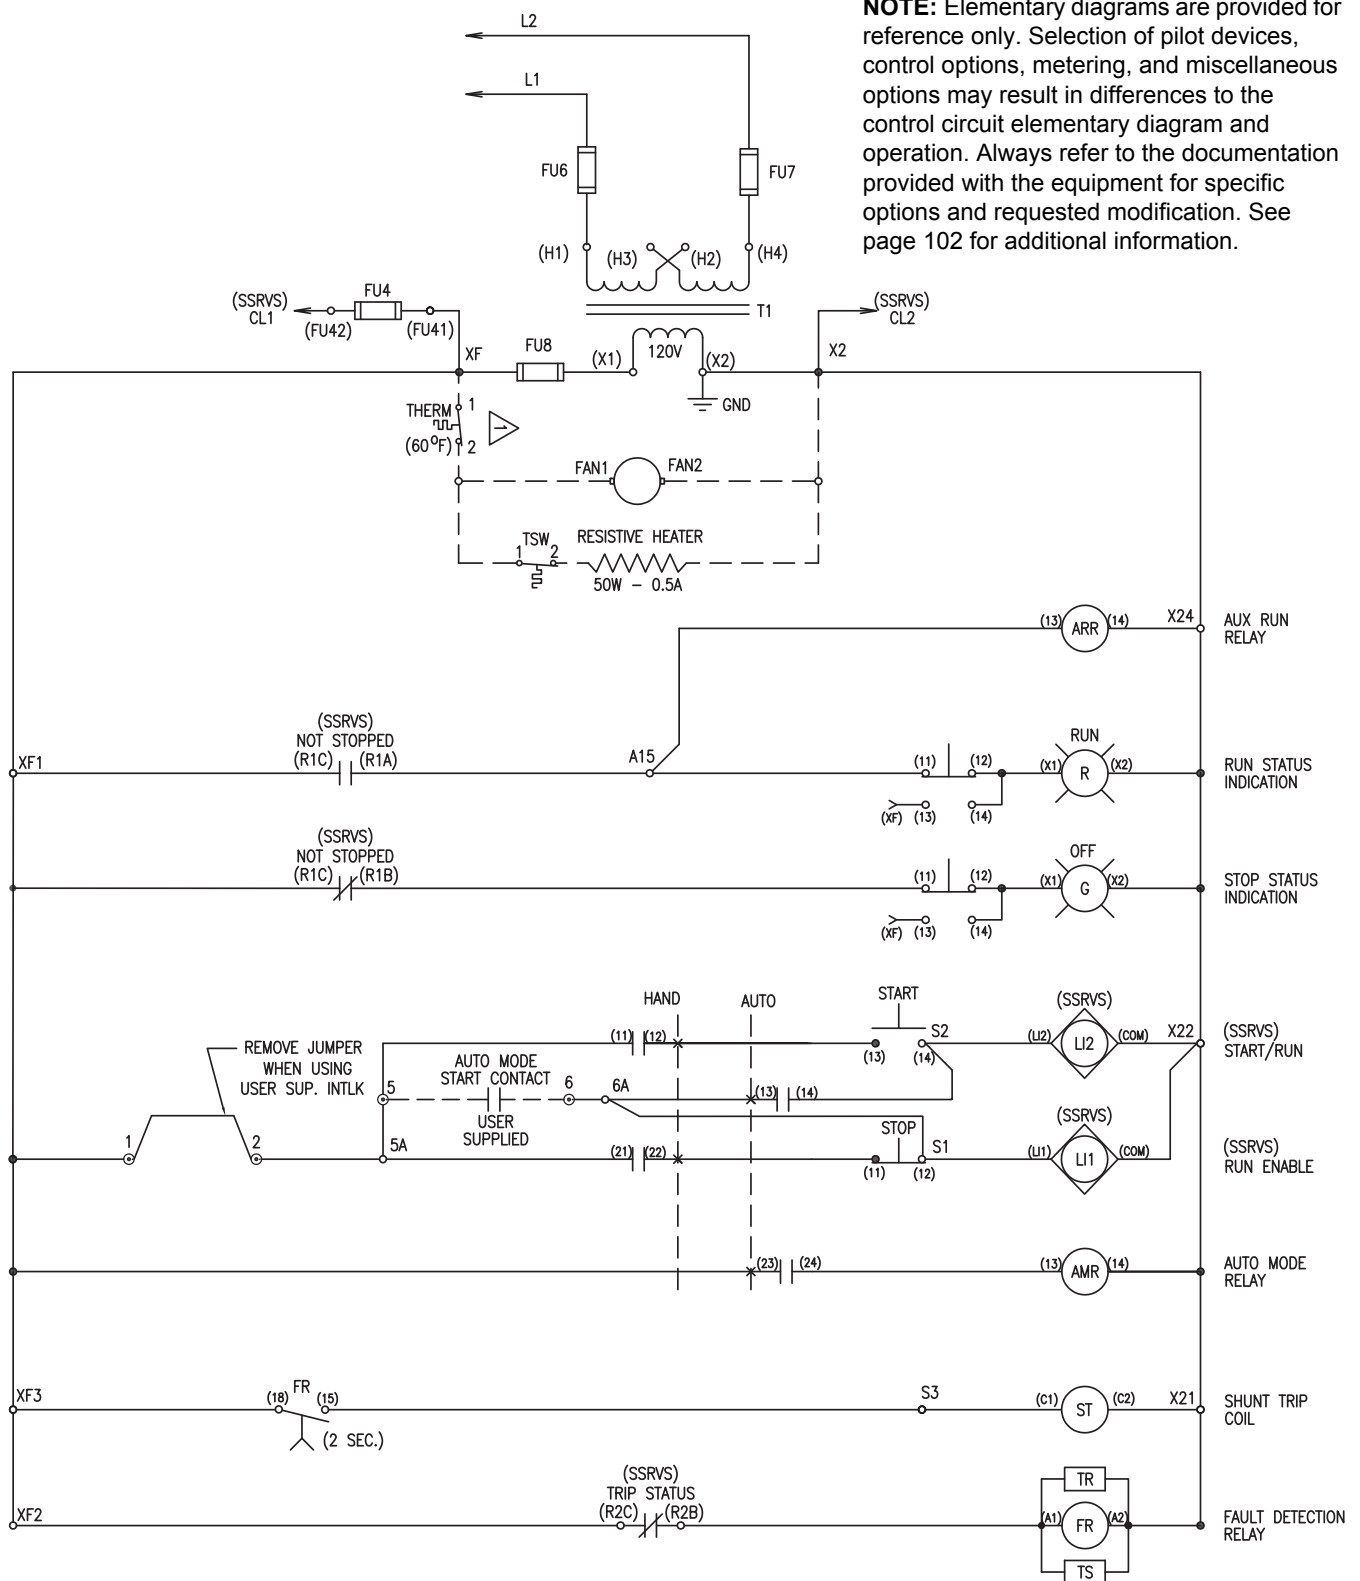 NOTE: Elementary diagrams are provided for
reference only. Selection of pilot devices,
control options, metering, and miscellaneous
options may result in differences to the
control circuit elementary diagram and
operation. Always refer to the documentation
provided with the equipment for specific
options and requested modification. See
page 102 for additional information.
L2
L1
FU6
FU7
(H1)
(H3)
(H2)
(H4)
T1
(SSRVS)
CL1
FU4
(FU42)
(FU41)
(SSRVS)
CL2
XF
FU8
(X1)
120V
(X2)
X2
GND
THERM
1
(60°F)
2
1
FAN1
FAN2
TSW
1
2
RESISTIVE HEATER
50W - 0.5A
(13)
ARR
(14)
X24
AUX RUN
RELAY
XF1
(SSRVS)
NOT STOPPED
(R1C)
(R1A)
A15
(11)
(12)
(XF)
(13)
(14)
RUN
(X1)
R
(X2)
RUN STATUS
INDICATION
(SSRVS)
NOT STOPPED
(R1C)
(R1B)
(11)
(12)
(XF)
(13)
(14)
OFF
(X1)
G
(X2)
STOP STATUS
INDICATION
HAND
AUTO
START
(11)
(12)
(13)
(14)
S2
(SSRVS)
(LI2)
LI2
(COM)
X22
(SSRVS)
START/RUN
REMOVE JUMPER
WHEN USING
USER SUP. INTLK
AUTO MODE
START CONTACT
5
6
6A
USER
SUPPLIED
(13)
(14)
1
2
5A
(21)
(22)
STOP
(11)
(12)
S1
(SSRVS)
(LI1)
LI1
(COM)
(SSRVS)
RUN ENABLE
(23)
(24)
(13)
AMR
(14)
AUTO MODE
RELAY
XF3
(18)
FR
(15)
(2 SEC.)
S3
(C1)
ST
(C2)
X21
SHUNT TRIP
COIL
XF2
(SSRVS)
TRIP STATUS
(R2C)
(R2B)
TR
(A1)
FR
(A2)
TS
FAULT DETECTION
RELAY